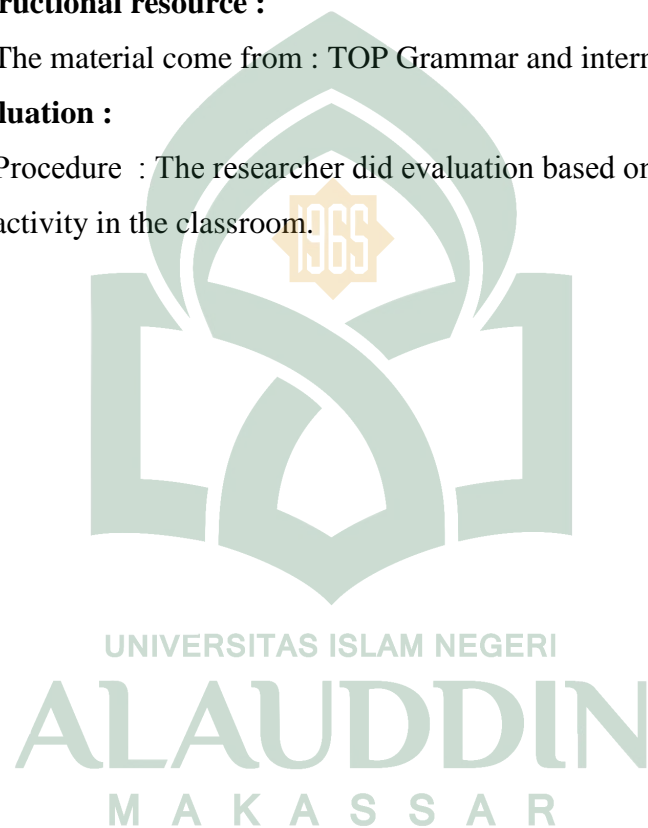 ructional resource :
The material come from : TOP Grammar and intern
luation :
Procedure : The researcher did evaluation based on
activity in the classroom.
1965
UNIVERSITAS ISLAM NEGERI
ALAUDDIN
MAKASSAR